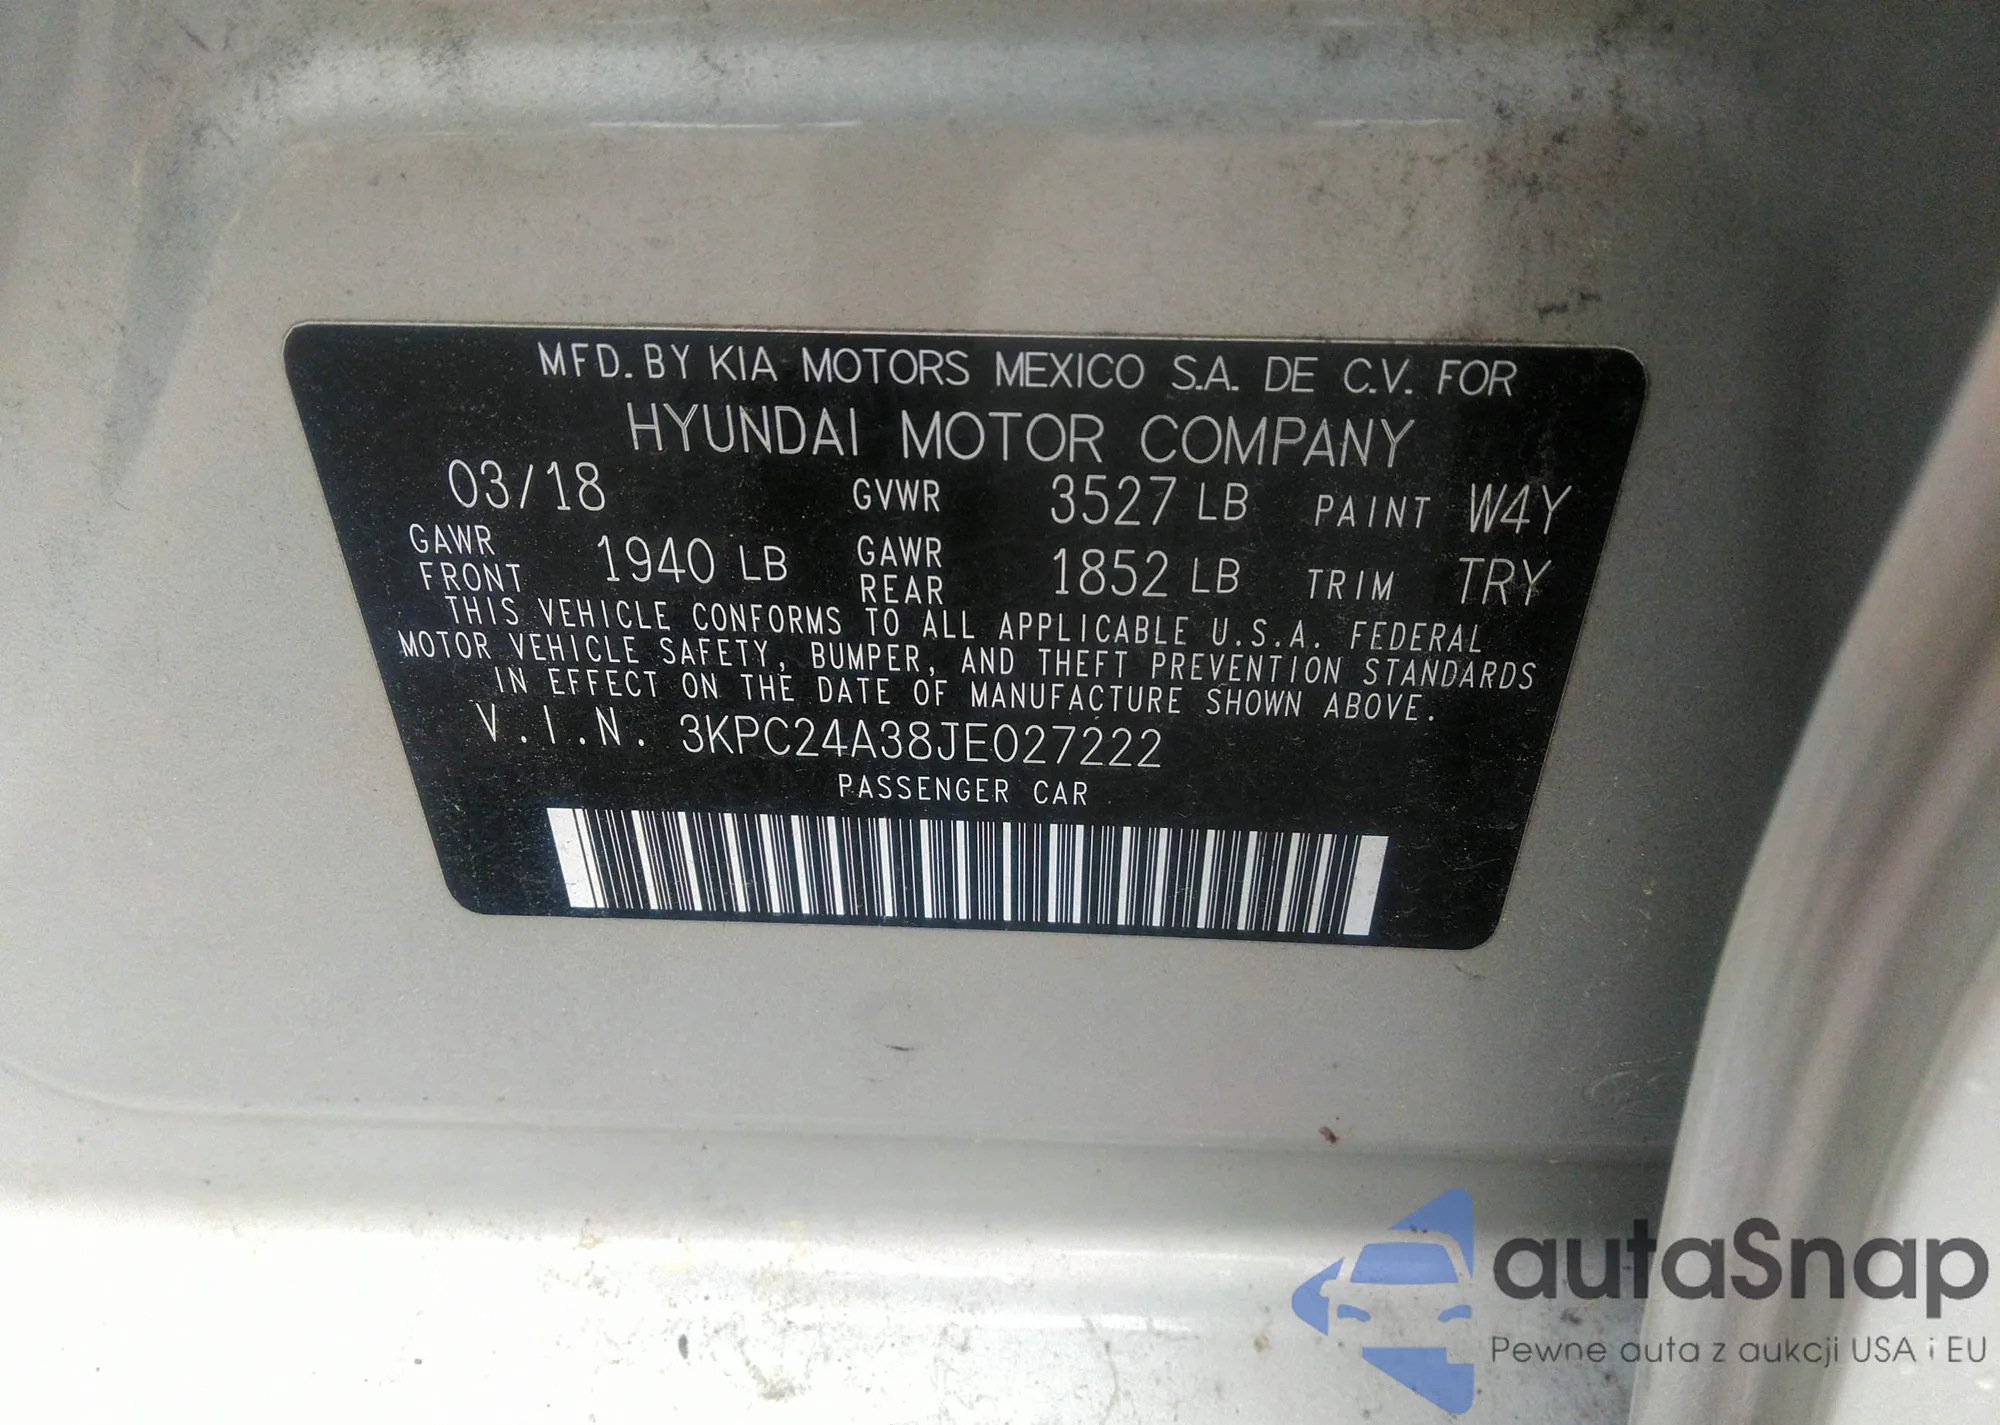 MFD. BY KIA MOTORS MEXICO S.A. DE C.V. FOR
HYUNDAI MOTOR COMPANY
03/18 GVWR 3527 LB PAINT W4Y
GAWR FRONT 1940 LB GAWR REAR 1852 LB TRIM TRY
THIS VEHICLE CONFORMS TO ALL APPLICABLE U.S.A. FEDERAL
MOTOR VEHICLE SAFETY, BUMPER, AND THEFT PREVENTION STANDARDS
IN EFFECT ON THE DATE OF MANUFACTURE SHOWN ABOVE.
V.I.N. 3KPC24A38JE027222
PASSENGER CAR
autaSnap
Pewne auta z aukcji USA i EU